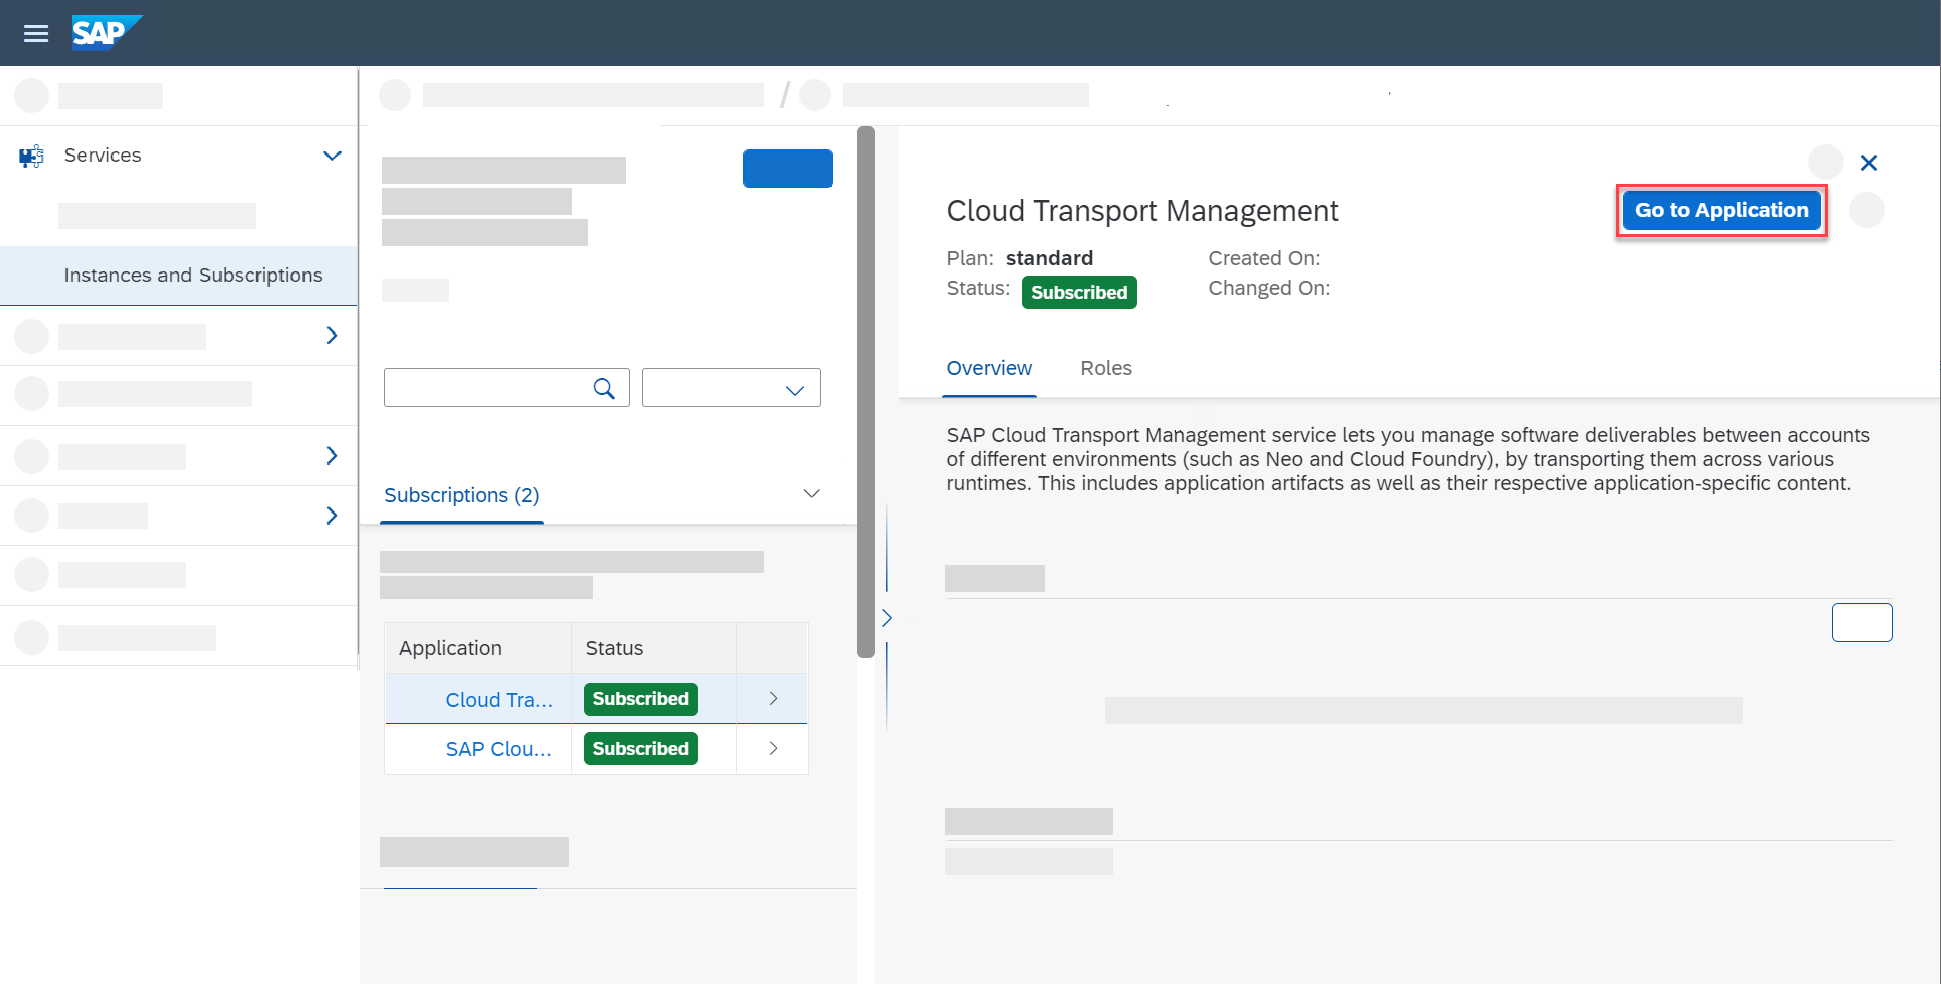 SAP
Services
Instances and Subscriptions
Subscriptions (2)
Application Status
Cloud Tra... Subscribed
SAP Clou... Subscribed
Cloud Transport Management
Go to Application
Plan: standard Created On:
Status: Subscribed Changed On:
Overview Roles
SAP Cloud Transport Management service lets you manage software deliverables between accounts
of different environments (such as Neo and Cloud Foundry), by transporting them across various
runtimes. This includes application artifacts as well as their respective application-specific content.